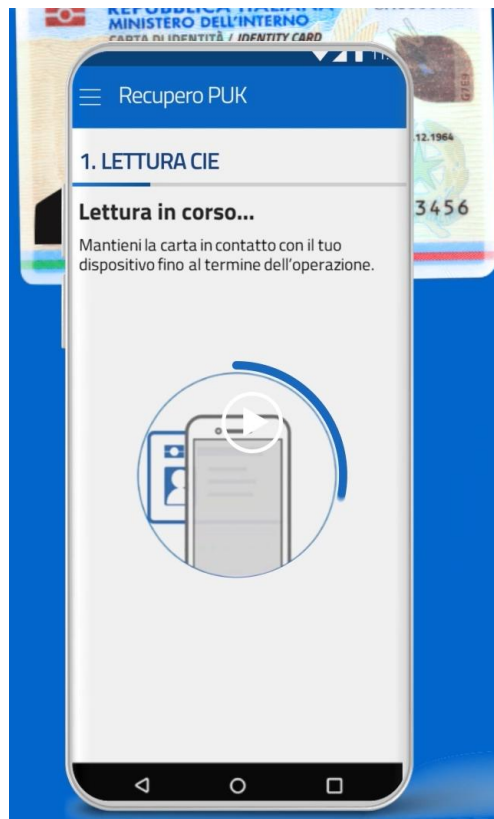 REPUBBLICA ITALIANA
MINISTERO DELL'INTERNO
CARTA DI IDENTITÀ / IDENTITY CARD
Recupero PUK
.12.1964
1. LETTURA CIE
3456
Lettura in corso...
Mantieni la carta in contatto con il tuo
dispositivo fino al termine dell'operazione.